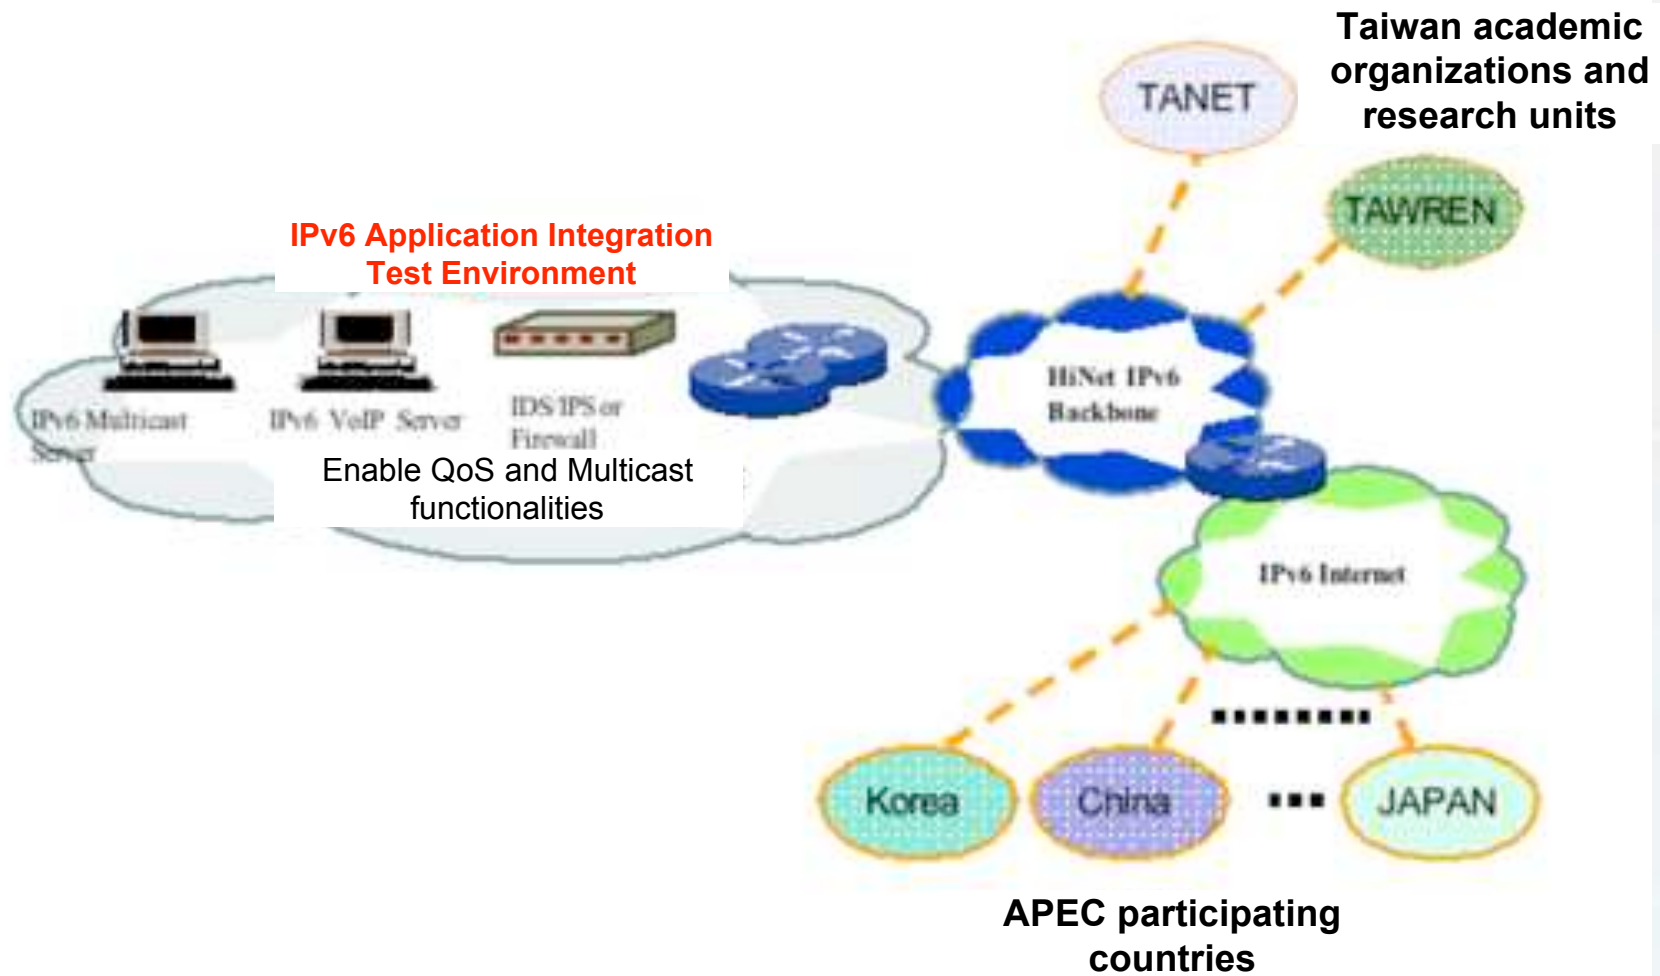 Taiwan academic
organizations and
research units
TANET
TAWREN
IPv6 Application Integration
Test Environment
IPv6 Multicast
Server
IPv6 VoIP Server
IDS/IPS or
Firewall
Enable QoS and Multicast
functionalities
HiNet IPv6
Backbone
IPv6 Internet
Korea
China
JAPAN
APEC participating
countries